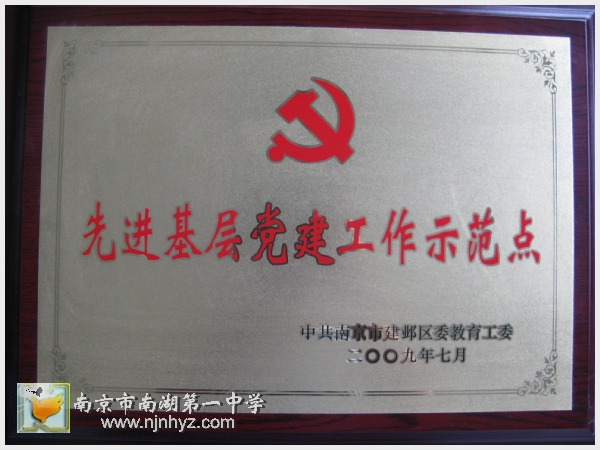 先进基层党建工作示范点
中共南京市建邺区委教育工委
二〇〇九年七月
南京市南湖第一中学
www.njnhyz.com